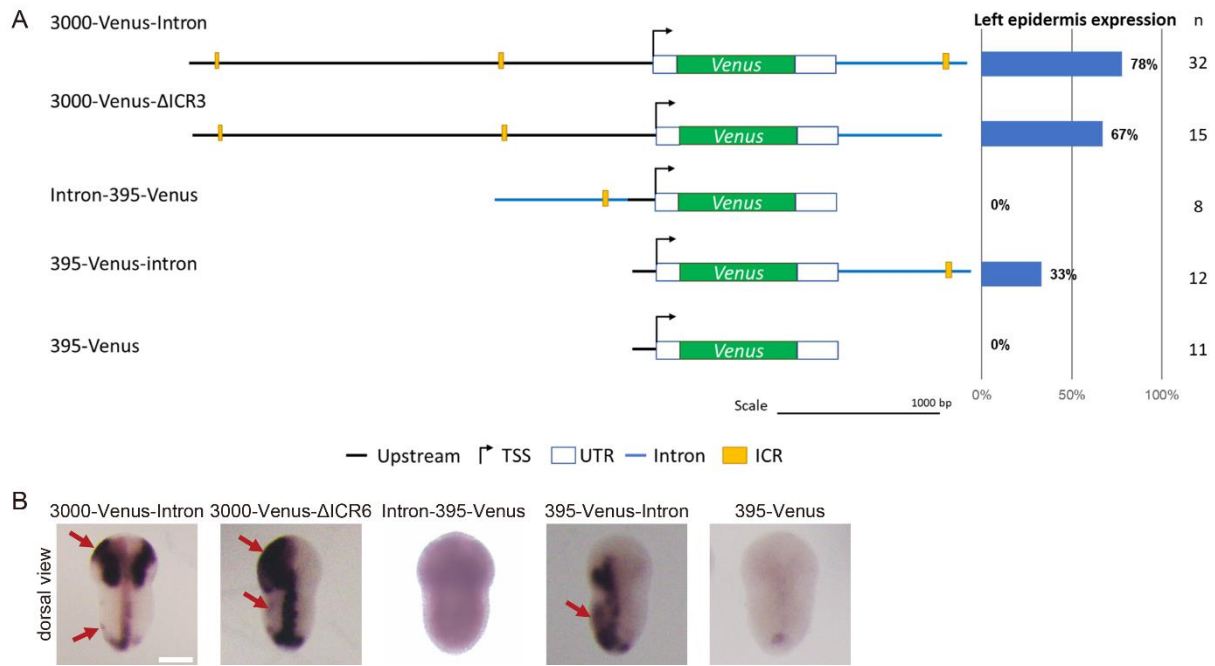 A
Left epidermis expression n
3000-Venus-Intron
Venus
78%
32
3000-Venus-ΔICR3
Venus
67%
15
Intron-395-Venus
Venus
0%
8
395-Venus-intron
Venus
33%
12
395-Venus
Venus
0%
11
Scale 1000 bp
0% 50% 100%
Upstream TSS UTR Intron ICR
B
3000-Venus-Intron 3000-Venus-ΔICR6 Intron-395-Venus 395-Venus-Intron 395-Venus
dorsal view